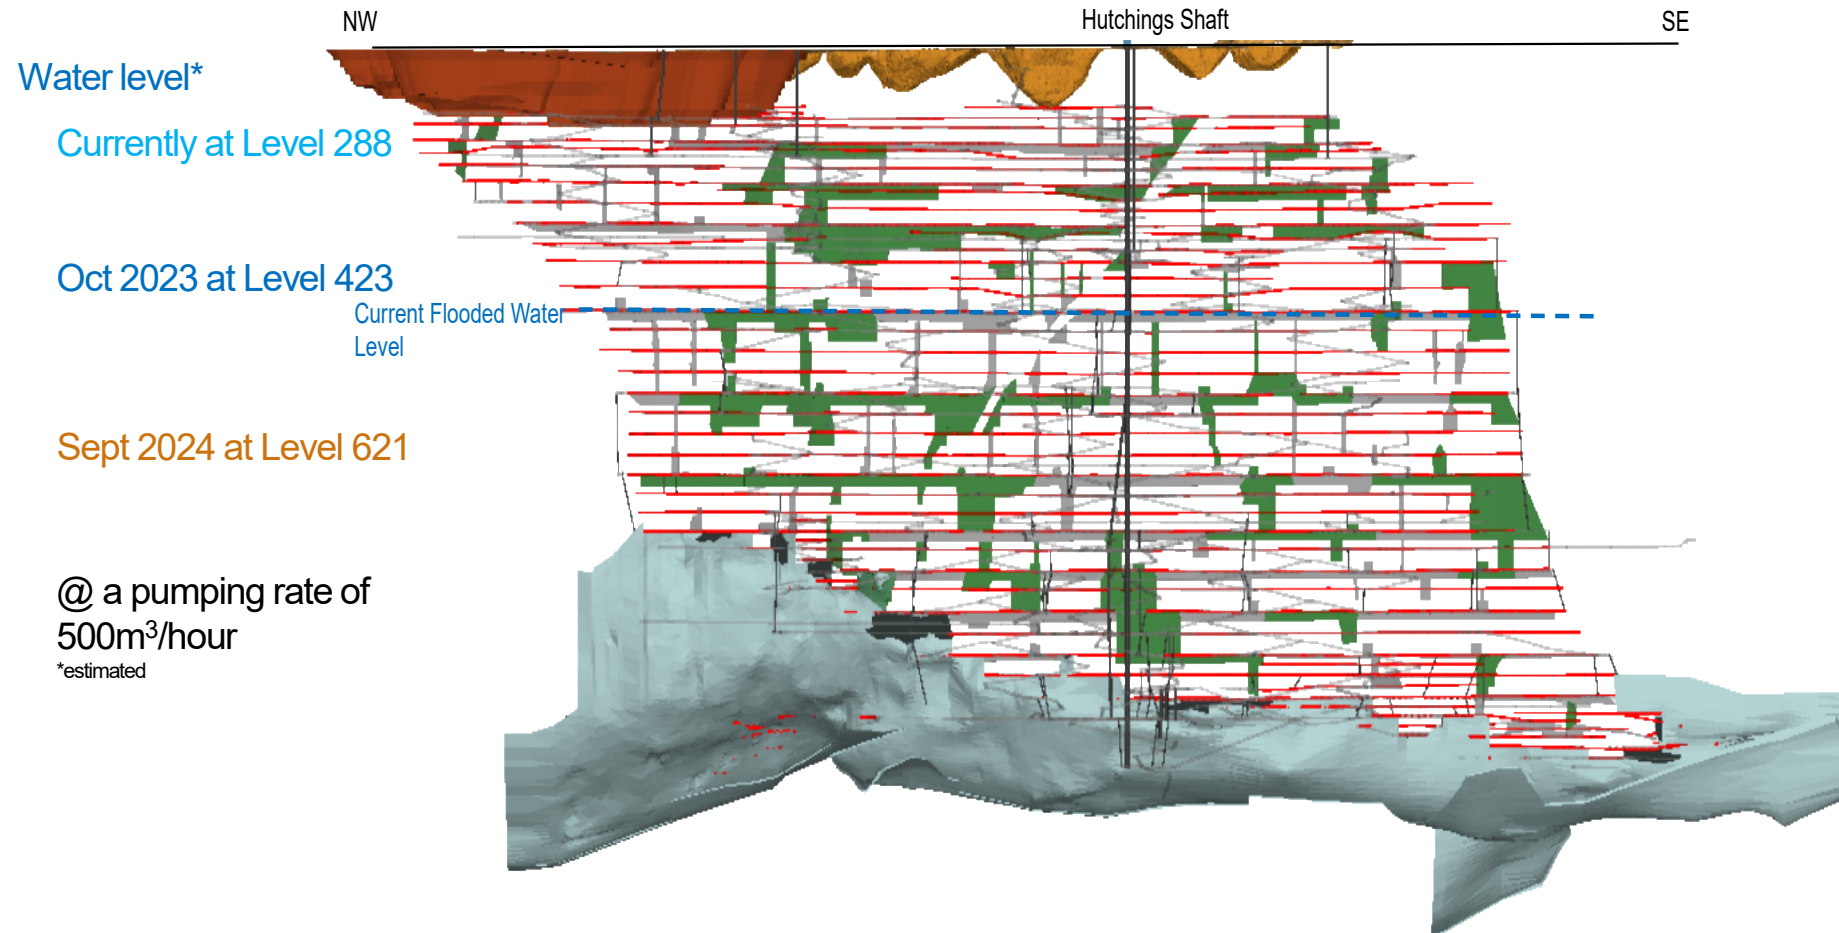 NW
Hutchings Shaft
SE
Water level*
Currently at Level 288
Oct 2023 at Level 423
Current Flooded Water
Level
Sept 2024 at Level 621
@ a pumping rate of
500m³/hour
*estimated